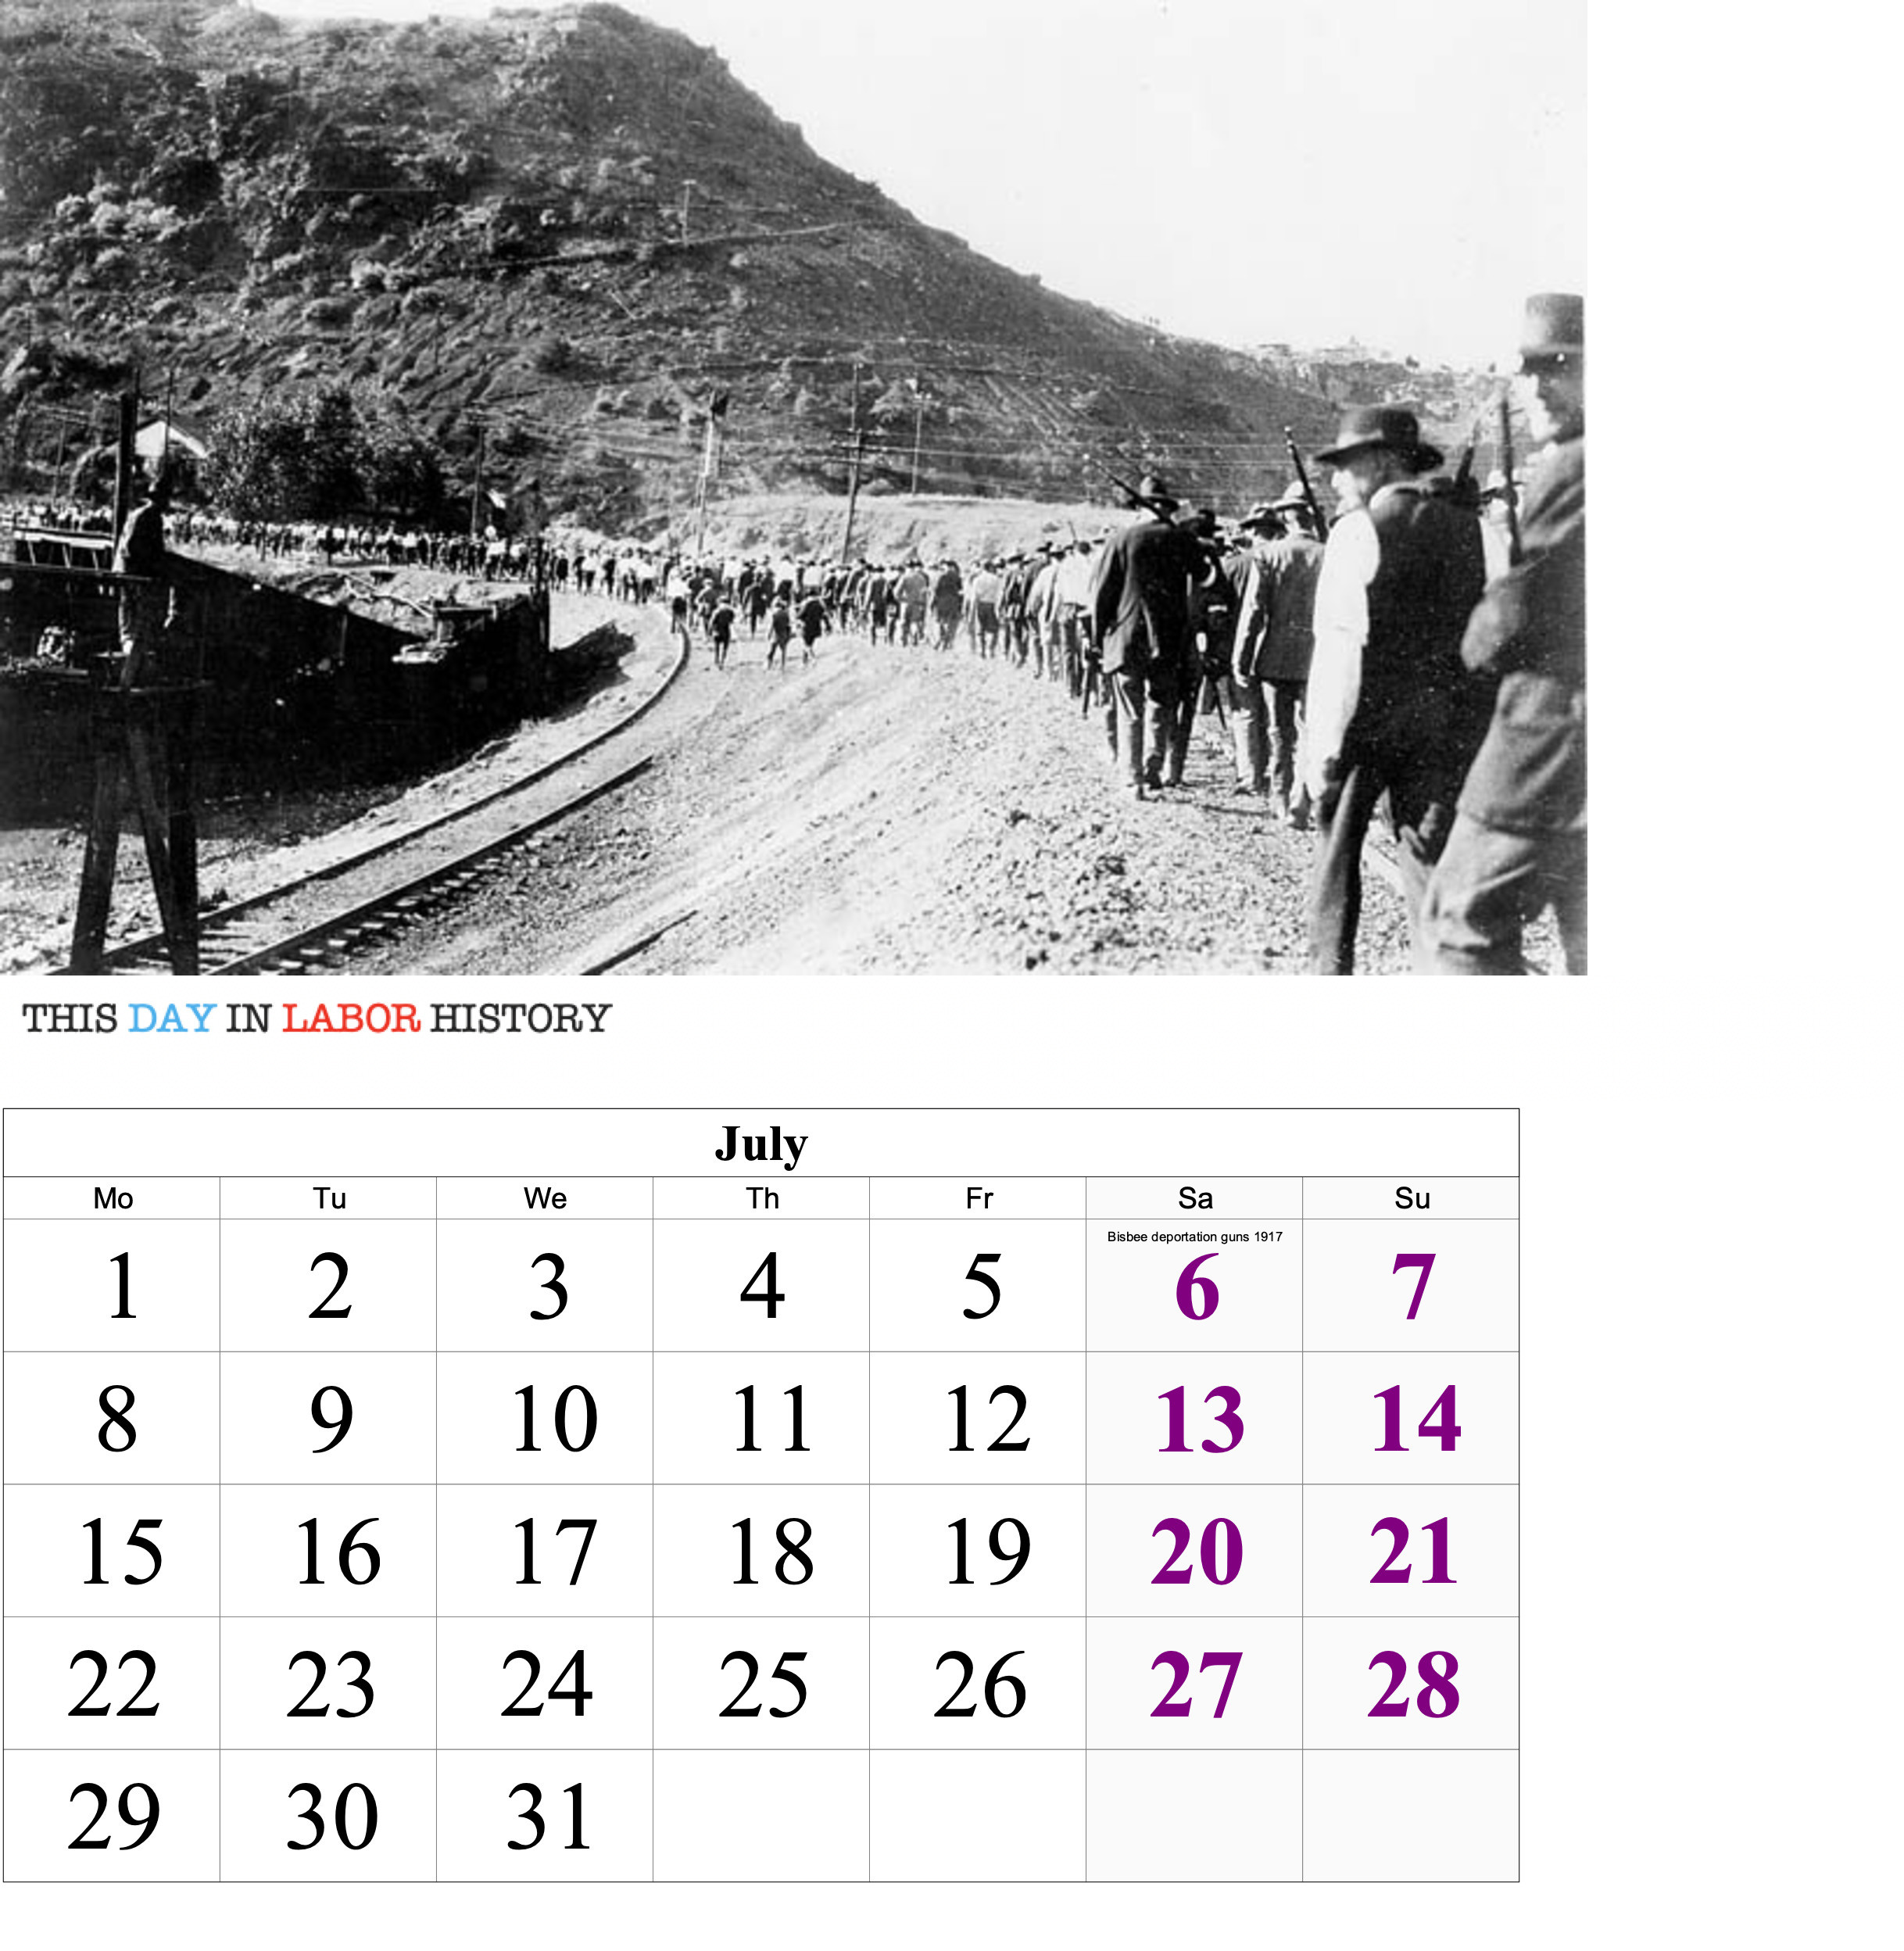 THIS DAY IN LABOR HISTORY
July
Mo Tu We Th Fr Sa Su
Bisbee deportation guns 1917
1 2 3 4 5 6 7
8 9 10 11 12 13 14
15 16 17 18 19 20 21
22 23 24 25 26 27 28
29 30 31